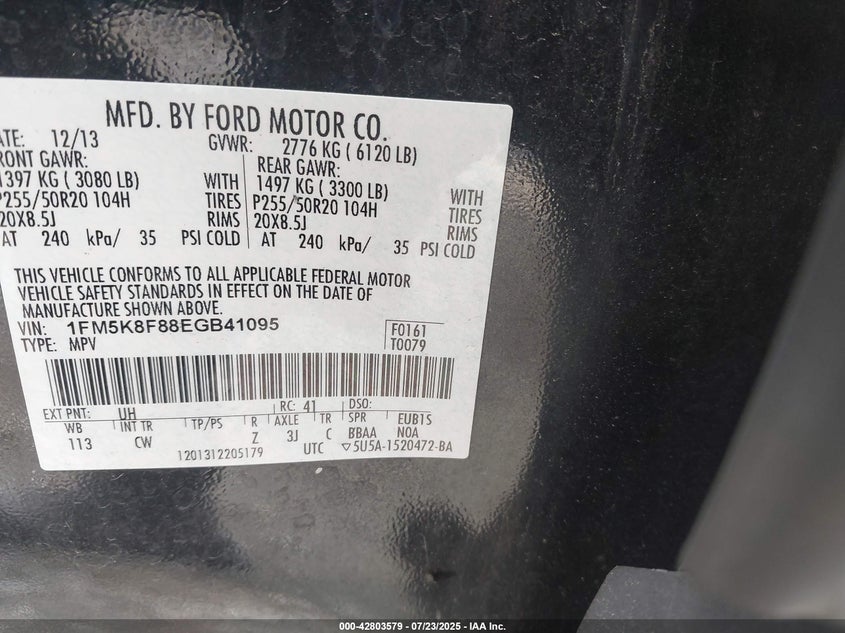 MFD. BY FORD MOTOR CO.
ATE: 12/13 GVWR: 2776 KG ( 6120 LB)
RONT GAWR: REAR GAWR:
1397 KG ( 3080 LB) WITH 1497 KG ( 3300 LB) WITH
P255/50R20 104H TIRES P255/50R20 104H TIRES
20X8.5J RIMS 20X8.5J RIMS
AT 240 kPa/ 35 PSI COLD AT 240 kPa/ 35 PSI COLD
THIS VEHICLE CONFORMS TO ALL APPLICABLE FEDERAL MOTOR
VEHICLE SAFETY STANDARDS IN EFFECT ON THE DATE OF
MANUFACTURE SHOWN ABOVE.
VIN: 1FM5K8F88EGB41095 F0161
TYPE: MPV T0079
EXT PNT: UH RC: 41 DSO:
WB INT TR TP/PS R AXLE TR SPR EUB1S
113 CW Z 3J C BBAA NOA
1201312205179 UTC ▽5U5A-1520472-BA
000-42803579 - 07/23/2025 - IAA Inc.